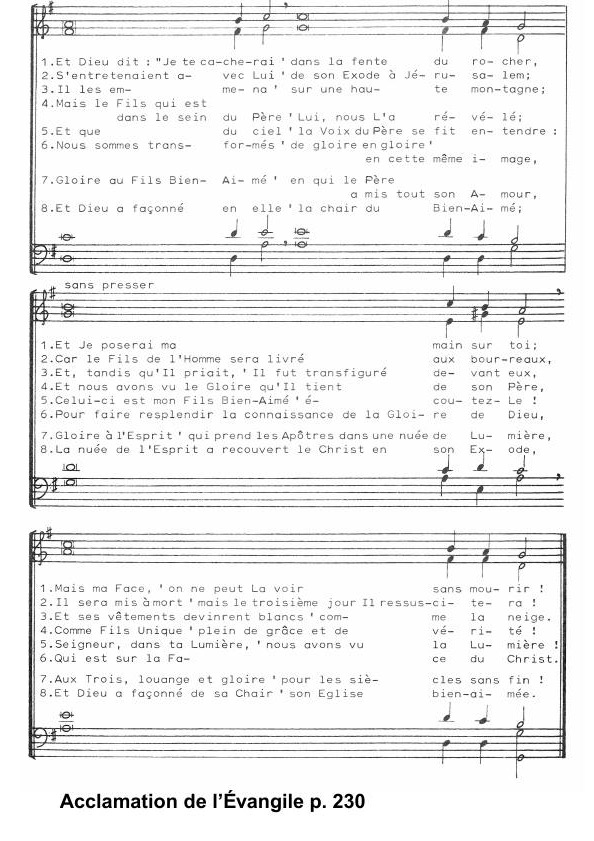 1.Et Dieu dit : "Je te ca-che-rai ' dans la fente du ro- cher,
2.S'entretenaient a- vec Lui ' de son Exode à Jé- ru- sa- lem;
3.Il les em- me- na ' sur une hau- te mon-tagne;
4.Mais le Fils qui est
dans le sein du Père ' Lui, nous L'a ré- vé- lé;
5.Et que du ciel ' la Voix du Père se fit en- tendre :
6.Nous sommes trans- for-més ' de gloire en gloire '
en cette même i- mage,
7.Gloire au Fils Bien- Ai- mé ' en qui le Père
a mis tout son A- mour,
8.Et Dieu a façonné en elle ' la chair du Bien-Ai- mé;
sans presser
1.Et Je poserai ma main sur toi;
2.Car le Fils de l'Homme sera livré aux bour-reaux,
3.Et, tandis qu'Il priait, ' Il fut transfiguré de- vant eux,
4.Et nous avons vu le Gloire qu'Il tient de son Père,
5.Celui-ci est mon Fils Bien-Aimé ' é- cou- tez- Le !
6.Pour faire resplendir la connaissance de la Gloi- re de Dieu,
7.Gloire à l'Esprit ' qui prend les Apôtres dans une nuée de Lu- mière,
8.La nuée de l'Esprit a recouvert le Christ en son Ex- ode,
1.Mais ma Face, ' on ne peut La voir sans mou- rir !
2.Il sera mis à mort ' mais le troisième jour Il ressus-ci- te- ra !
3.Et ses vêtements devinrent blancs ' com- me la neige.
4.Comme Fils Unique ' plein de grâce et de vé- ri- té !
5.Seigneur, dans ta Lumière, ' nous avons vu la Lu- mière !
6.Qui est sur la Fa- ce du Christ.
7.Aux Trois, louange et gloire ' pour les siè- cles sans fin !
8.Et Dieu a façonné de sa Chair ' son Eglise bien-ai- mée.
Acclamation de l'Évangile p. 230